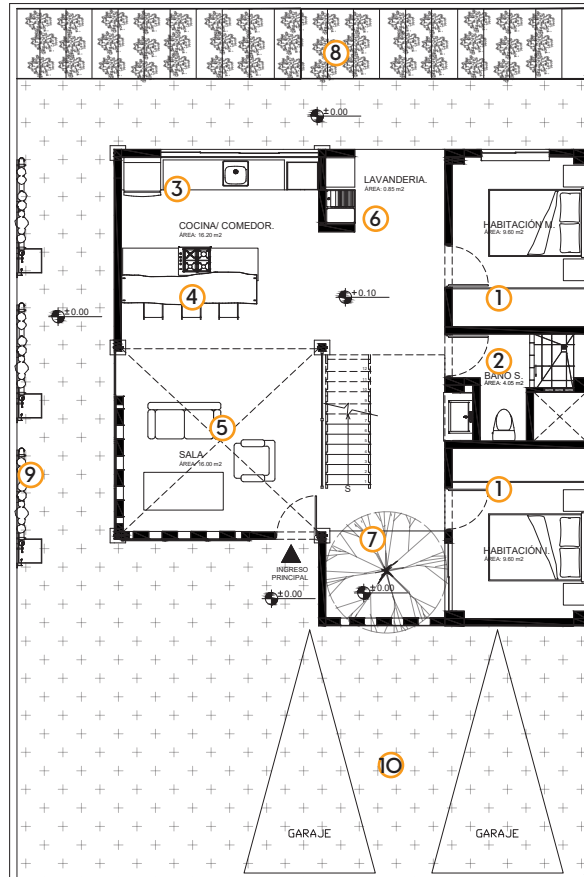 8
±0.00
LAVANDERIA.
ÁREA: 0.85 m2
3
6
COCINA/ COMEDOR.
ÁREA: 16.20 m2
HABITACIÓN M.
ÁREA: 9.60 m2
4
+0.10
1
±0.00
2
BAÑO S.
ÁREA: 4.05 m2
5
SALA
ÁREA: 16.00 m2
S
1
9
7
HABITACIÓN I.
ÁREA: 9.60 m2
INGRESO
PRINCIPAL
±0.00
±0.00
10
GARAJE
GARAJE